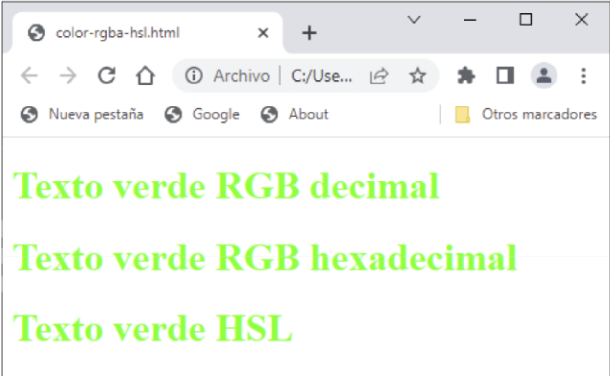 color-rgba-hsl.html
Archivo | C:/Use...
Nueva pestaña Google About Otros marcadores
Texto verde RGB decimal
Texto verde RGB hexadecimal
Texto verde HSL